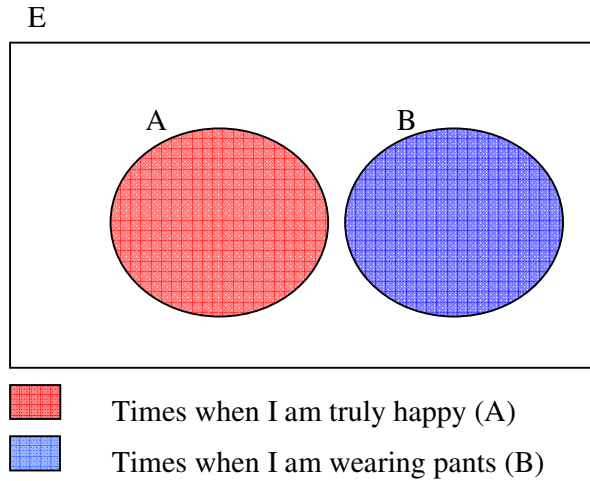 E
A
B
Times when I am truly happy (A)
Times when I am wearing pants (B)